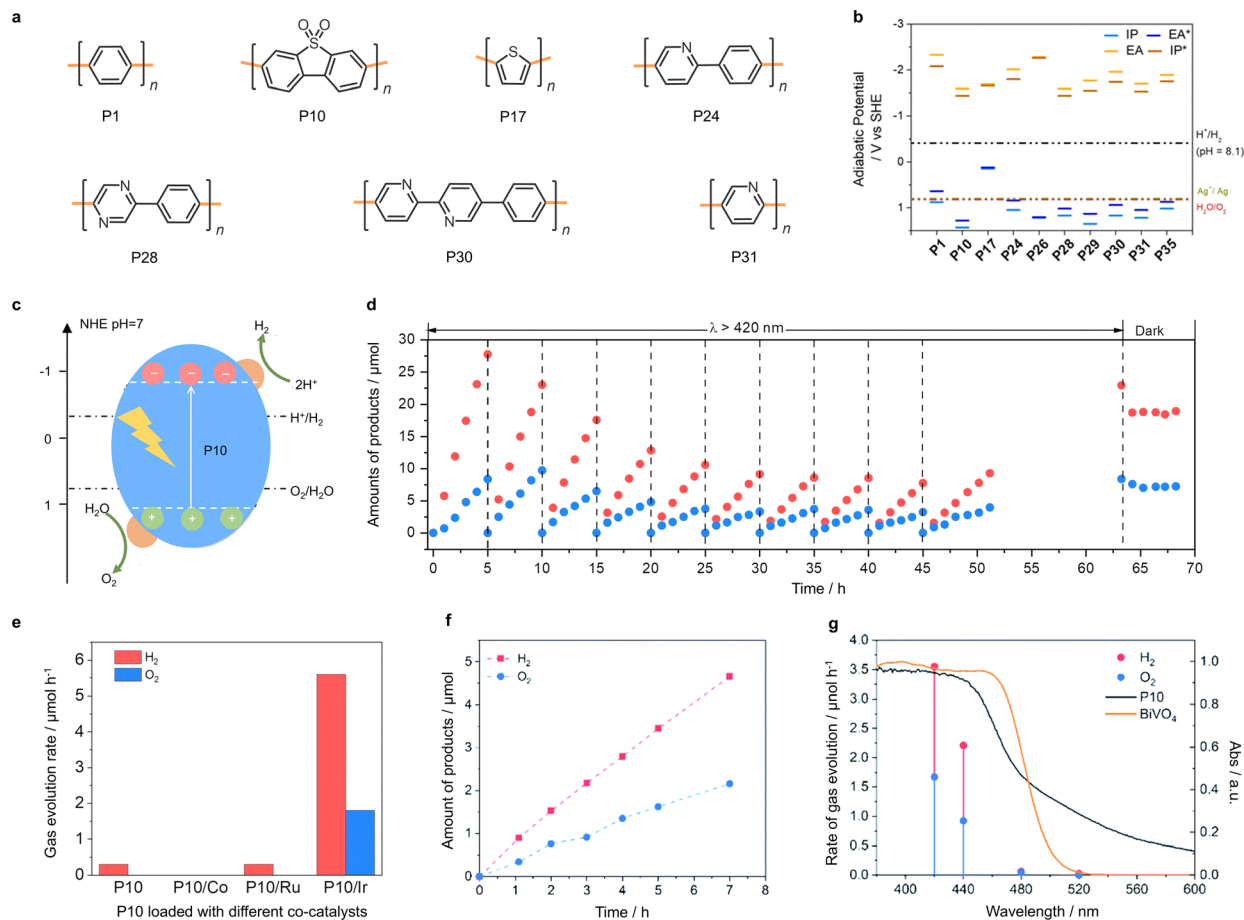 a
O O
S
n
P1
n
P10
S
n
P17
N
n
P24
N
N
n
P28
N
N
n
P30
N
n
P31
b
Adiabatic Potential
/ V vs SHE
-3
-2
-1
0
1
IP
EA
EA*
IP*
H⁺/H₂
(pH = 8.1)
Ag⁺/ Ag
H₂O/O₂
P1
P10
P17
P24
P26
P28
P29
P30
P31
P35
c
NHE pH=7
-1
0
1
H₂
2H⁺
H⁺/H₂
P10
O₂/H₂O
H₂O
O₂
− − −
+ + +
d
λ > 420 nm
Dark
Amounts of products / μmol
30
25
20
15
10
5
0
0 5 10 15 20 25 30 35 40 45 50 55 60 65 70
Time / h
e
H₂
O₂
Gas evolution rate / μmol h⁻¹
6
5
4
3
2
1
0
P10 P10/Co P10/Ru P10/Ir
P10 loaded with different co-catalysts
f
H₂
O₂
Amount of products / μmol
5
4
3
2
1
0
0 1 2 3 4 5 6 7 8
Time / h
g
H₂
O₂
P10
BiVO₄
Rate of gas evolution / μmol h⁻¹
4.0
3.5
3.0
2.5
2.0
1.5
1.0
0.5
0.0
1.0
0.8
0.6
0.4
0.2
0.0
Abs / a.u.
400 440 480 520 560 600
Wavelength / nm